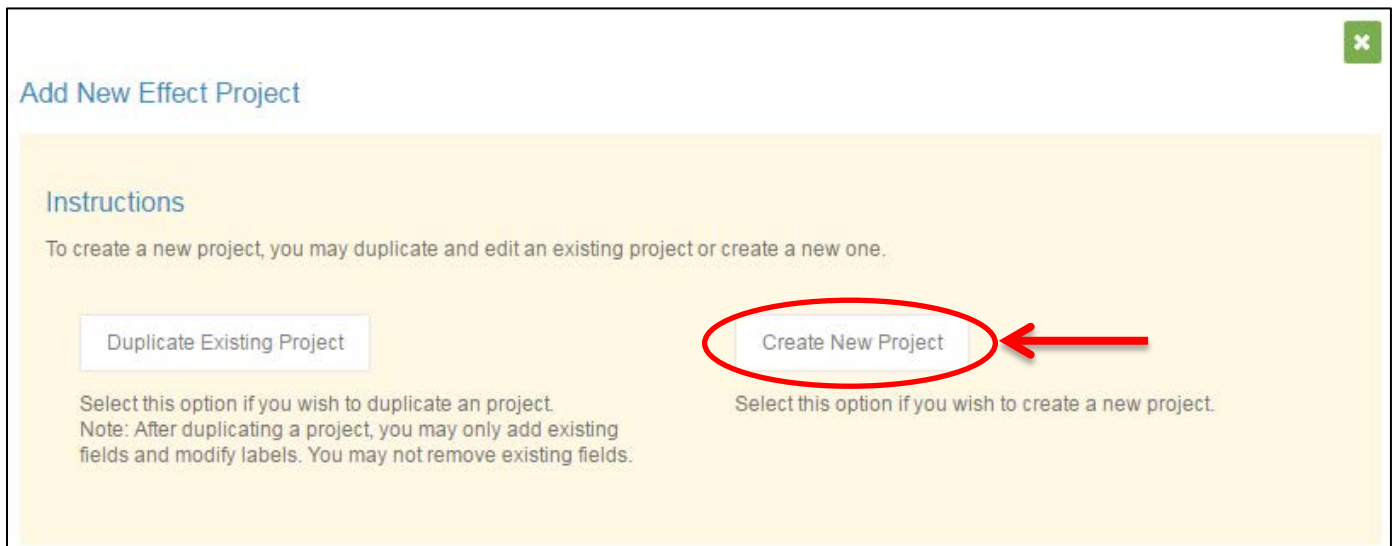 Add New Effect Project
Instructions
To create a new project, you may duplicate and edit an existing project or create a new one.
Duplicate Existing Project
Select this option if you wish to duplicate an project.
Note: After duplicating a project, you may only add existing
fields and modify labels. You may not remove existing fields.
Create New Project
Select this option if you wish to create a new project.